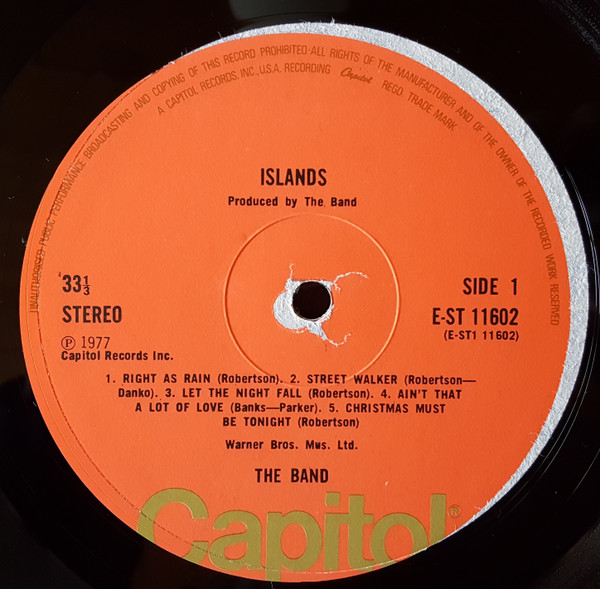 UNAUTHORISED PUBLIC PERFORMANCE BROADCASTING AND COPYING OF THIS RECORD PROHIBITED·ALL RIGHTS OF THE MANUFACTURER AND OF THE OWNER OF THE RECORDED WORK RESERVED
A CAPITOL RECORDS, INC., U.S.A. RECORDING Capitol REGD TRADE MARK
ISLANDS
Produced by The Band
33⅓
STEREO
Ⓟ 1977
Capitol Records Inc.
SIDE 1
E-ST 11602
(E-ST1 11602)
1. RIGHT AS RAIN (Robertson). 2. STREET WALKER (Robertson—
Danko). 3. LET THE NIGHT FALL (Robertson). 4. AIN'T THAT
A LOT OF LOVE (Banks—Parker). 5. CHRISTMAS MUST
BE TONIGHT (Robertson)
Warner Bros. Mus. Ltd.
THE BAND
Capitol®